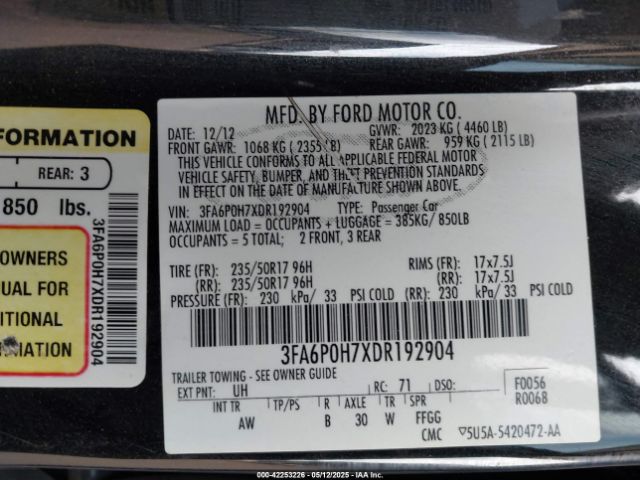 FORMATION
REAR: 3
850 lbs.
OWNERS
UAL FOR
ITIONAL
MATION
3FA6P0H7XDR192904
MFD. BY FORD MOTOR CO.
DATE: 12/12 GVWR: 2023 KG ( 4460 LB)
FRONT GAWR: 1068 KG ( 2355 LB) REAR GAWR: 959 KG ( 2115 LB)
THIS VEHICLE CONFORMS TO ALL APPLICABLE FEDERAL MOTOR
VEHICLE SAFETY, BUMPER, AND THEFT PREVENTION STANDARDS
IN EFFECT ON THE DATE OF MANUFACTURE SHOWN ABOVE.
VIN: 3FA6P0H7XDR192904 TYPE: Passenger Car
MAXIMUM LOAD = OCCUPANTS + LUGGAGE = 385KG/ 850LB
OCCUPANTS = 5 TOTAL; 2 FRONT, 3 REAR
TIRE (FR): 235/50R17 96H RIMS (FR): 17x7.5J
(RR): 235/50R17 96H (RR): 17x7.5J
PRESSURE (FR): 230 kPa/ 33 PSI COLD (RR): 230 kPa/ 33 PSI COLD
3FA6P0H7XDR192904
TRAILER TOWING - SEE OWNER GUIDE
EXT PNT: UH RC: 71 DSO: F0056
INT TR TP/PS R AXLE TR SPR R0068
AW B 30 W FFGG
CMC ▽5U5A-5420472-AA
000-42253226 - 05/12/2025 - IAA Inc.